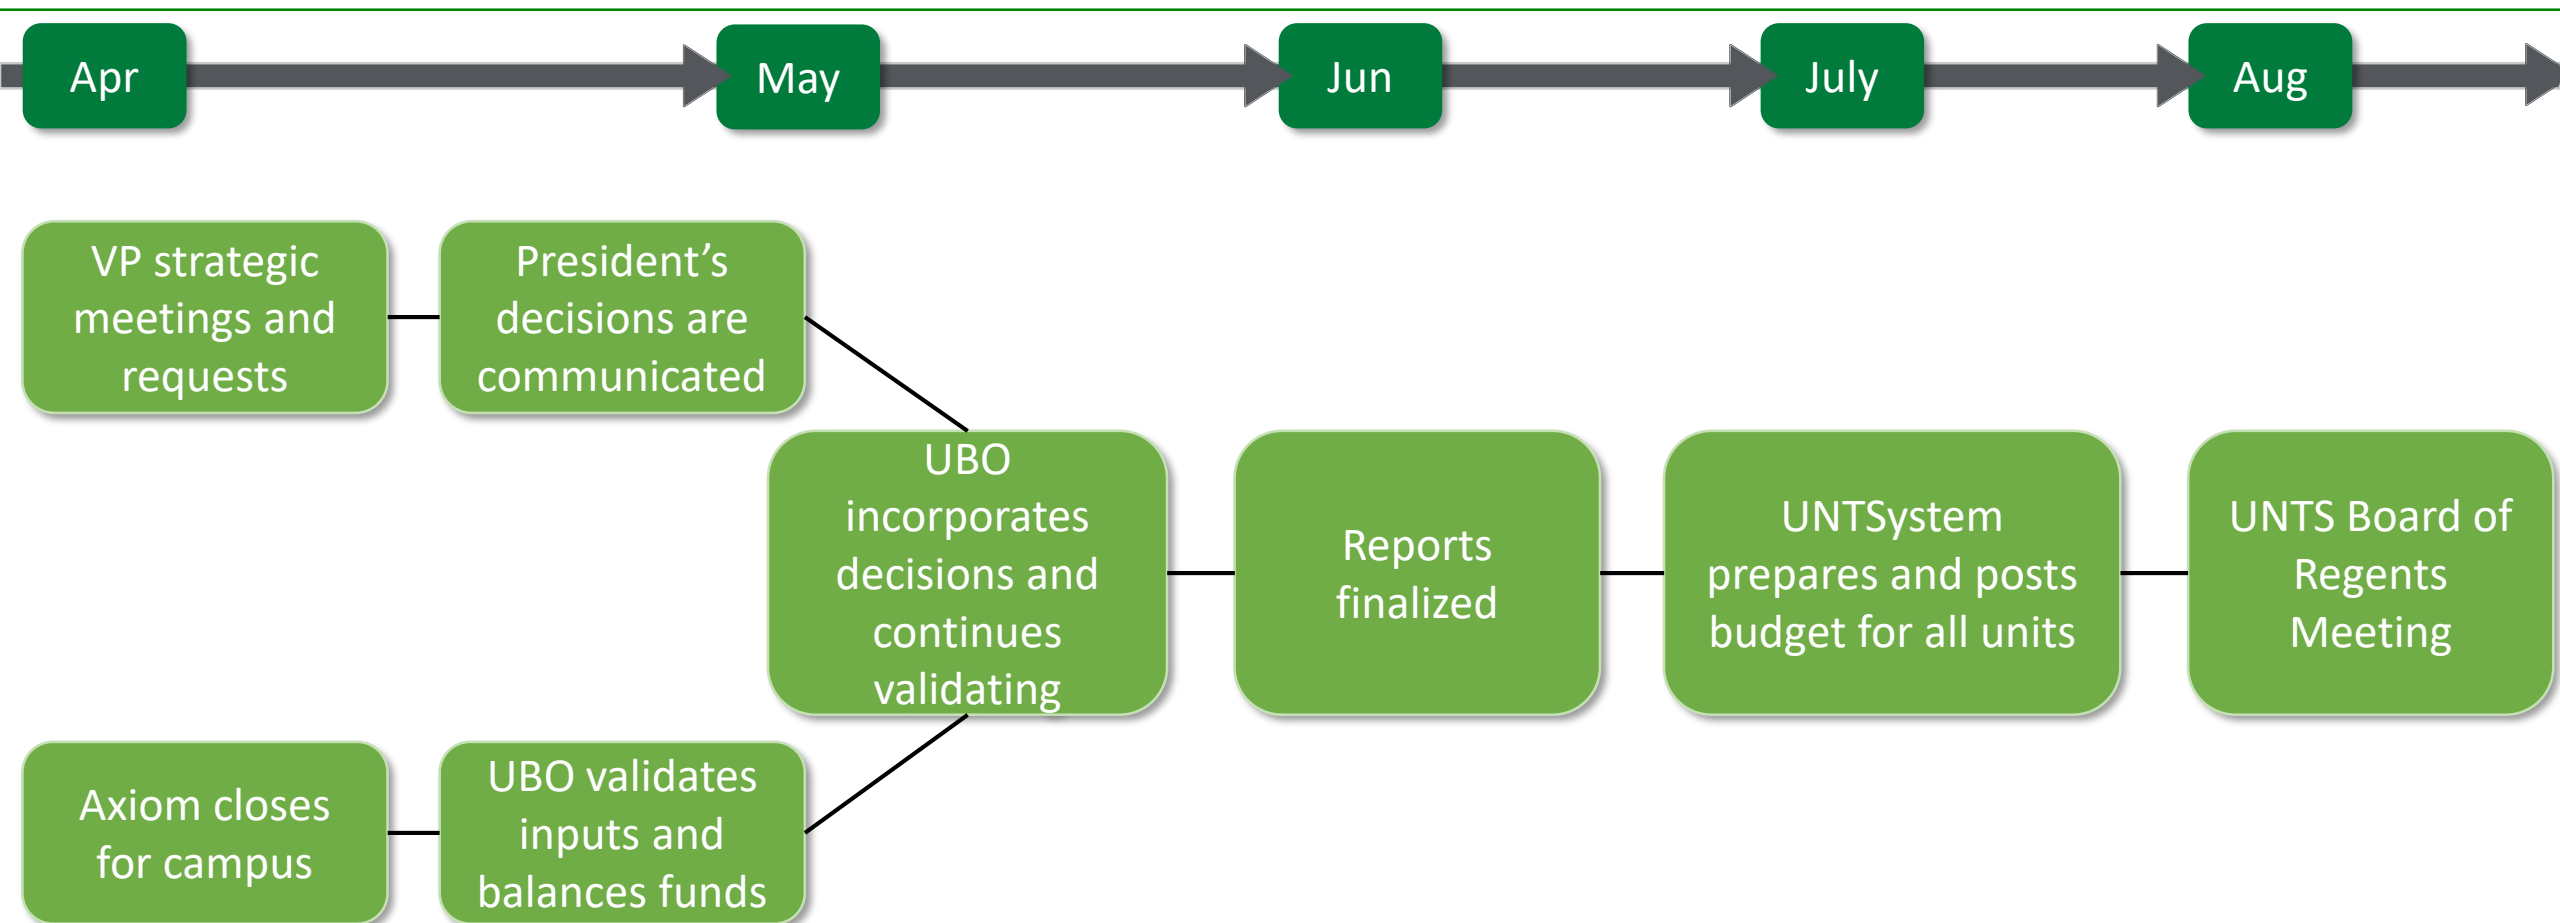 Apr
May
Jun
July
Aug
VP strategic
meetings and
requests
President’s
decisions are
communicated
UBO
incorporates
decisions and
continues
validating
Reports
finalized
UNTSystem
prepares and posts
budget for all units
UNTS Board of
Regents
Meeting
Axiom closes
for campus
UBO validates
inputs and
balances funds